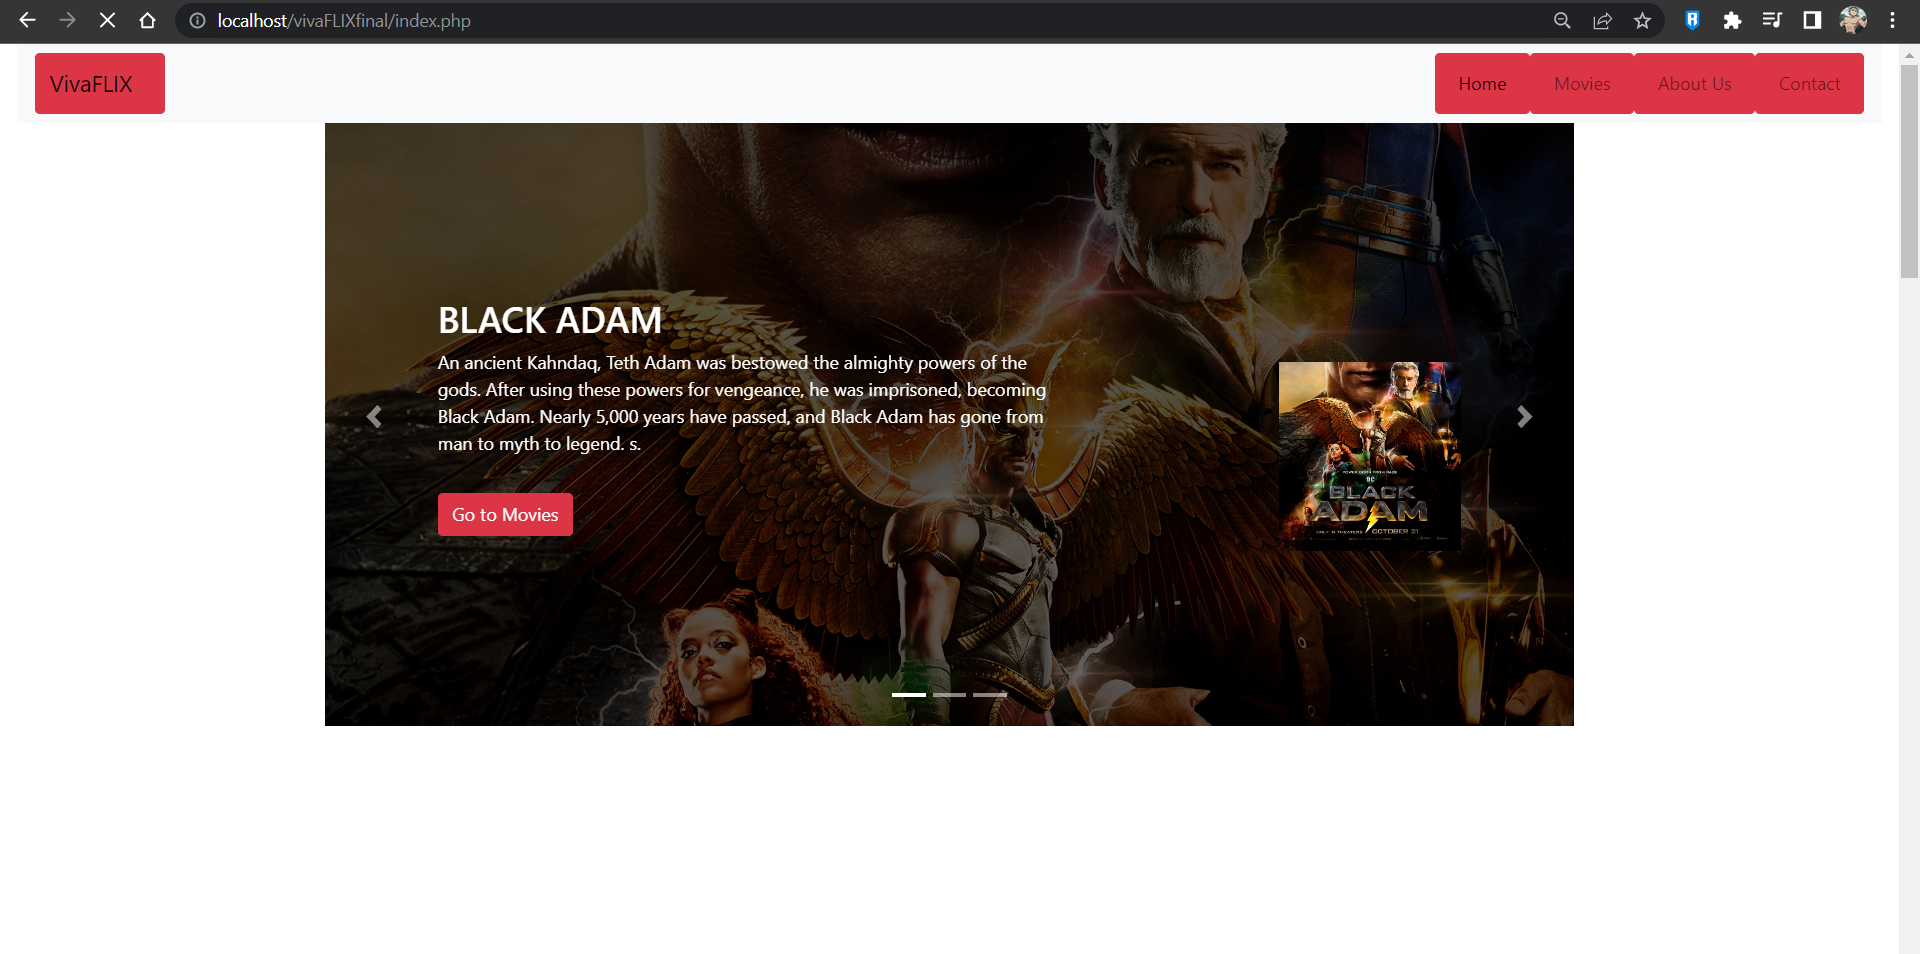 localhost/vivaFLIXfinal/index.php
VivaFLIX
Home
Movies
About Us
Contact
BLACK ADAM
An ancient Kahndaq, Teth Adam was bestowed the almighty powers of the
gods. After using these powers for vengeance, he was imprisoned, becoming
Black Adam. Nearly 5,000 years have passed, and Black Adam has gone from
man to myth to legend. s.
Go to Movies
DC
BLACK
ADAM
OCTOBER 21